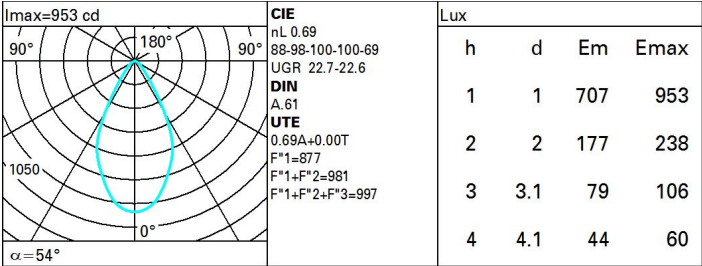 Imax=953 cd
90° 180° 90°
1050
0°
α=54°
CIE
nL 0.69
88-98-100-100-69
UGR 22.7-22.6
DIN
A.61
UTE
0.69A+0.00T
F"1=877
F"1+F"2=981
F"1+F"2+F"3=997
Lux
h d Em Emax
1 1 707 953
2 2 177 238
3 3.1 79 106
4 4.1 44 60